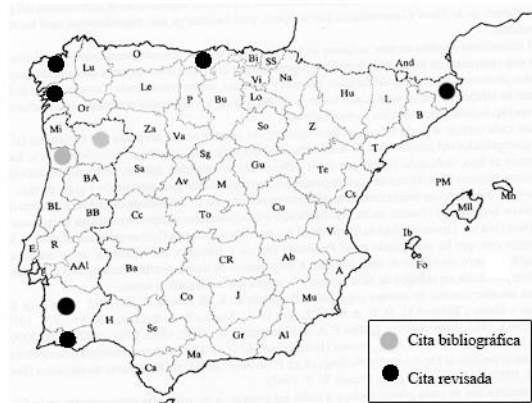 O
Bi
SS
And
Lu
Vi
Na
Le
Hu
L
Or
P
Bu
Lo
B
Mi
Za
Va
So
Z
T
Sg
Sa
Gu
BA
Av
M
Te
PM
Mn
Cs
Mll
BL
BB
Cc
To
Cu
V
Ib
E
R
Fo
CR
Ab
AAl
Ba
A
Co
J
Mu
H
Se
Gr
Al
Ma
Ca
Cita bibliográfica
Cita revisada